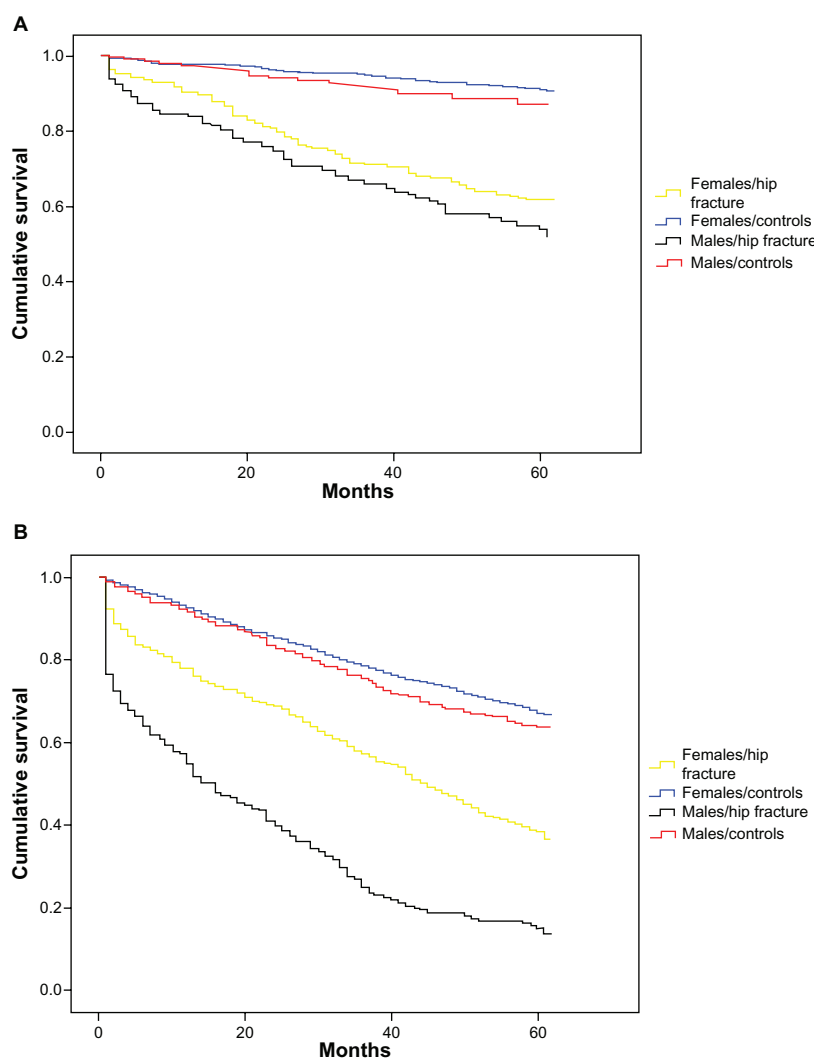 A
1.0
0.8
0.6
0.4
0.2
0.0
Cumulative survival
0
20
40
60
Months
Females/hip
fracture
Females/controls
Males/hip fracture
Males/controls
B
1.0
0.8
0.6
0.4
0.2
0.0
Cumulative survival
0
20
40
60
Months
Females/hip
fracture
Females/controls
Males/hip fracture
Males/controls